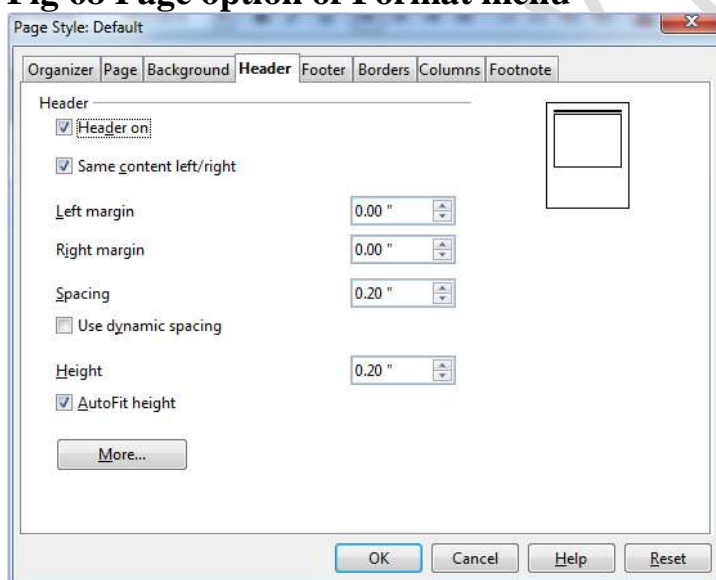 Fig 68 Page option of Format menu
Page Style: Default
Organizer Page Background Header Footer Borders Columns Footnote
Header
Header on
Same content left/right
Left margin 0.00 "
Right margin 0.00 "
Spacing 0.20 "
Use dynamic spacing
Height 0.20 "
AutoFit height
More...
OK Cancel Help Reset